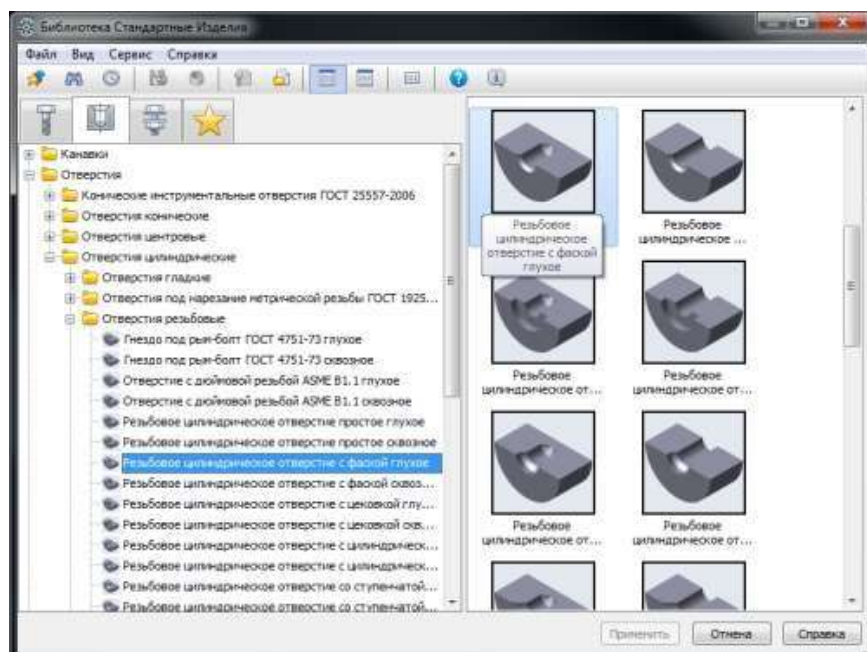 Библиотека Стандартные Изделия
Файл Вид Сервис Справка
Канавки
Отверстия
Конические инструментальные отверстия ГОСТ 25557-2006
Отверстия конические
Отверстия центровые
Отверстия цилиндрические
Отверстия гладкие
Отверстия под нарезание метрической резьбы ГОСТ 1925...
Отверстия резьбовые
Гнездо под рым-болт ГОСТ 4751-73 глухое
Гнездо под рым-болт ГОСТ 4751-73 сквозное
Отверстие с дюймовой резьбой ASME B1.1 глухое
Отверстие с дюймовой резьбой ASME B1.1 сквозное
Резьбовое цилиндрическое отверстие простое глухое
Резьбовое цилиндрическое отверстие простое сквозное
Резьбовое цилиндрическое отверстие с фаской глухое
Резьбовое цилиндрическое отверстие с фаской сквоз...
Резьбовое цилиндрическое отверстие с цековкой глу...
Резьбовое цилиндрическое отверстие с цековкой скв...
Резьбовое цилиндрическое отверстие с цилиндрическ...
Резьбовое цилиндрическое отверстие с цилиндрическ...
Резьбовое цилиндрическое отверстие со ступенчатой...
Резьбовое цилиндрическое отверстие со ступенчатой...
Резьбовое
цилиндрическое
отверстие с фаской
глухое
Резьбовое
цилиндрическое ...
Резьбовое
цилиндрическое от...
Резьбовое
цилиндрическое от...
Резьбовое
цилиндрическое от...
Резьбовое
цилиндрическое от...
Применить Отмена Справка